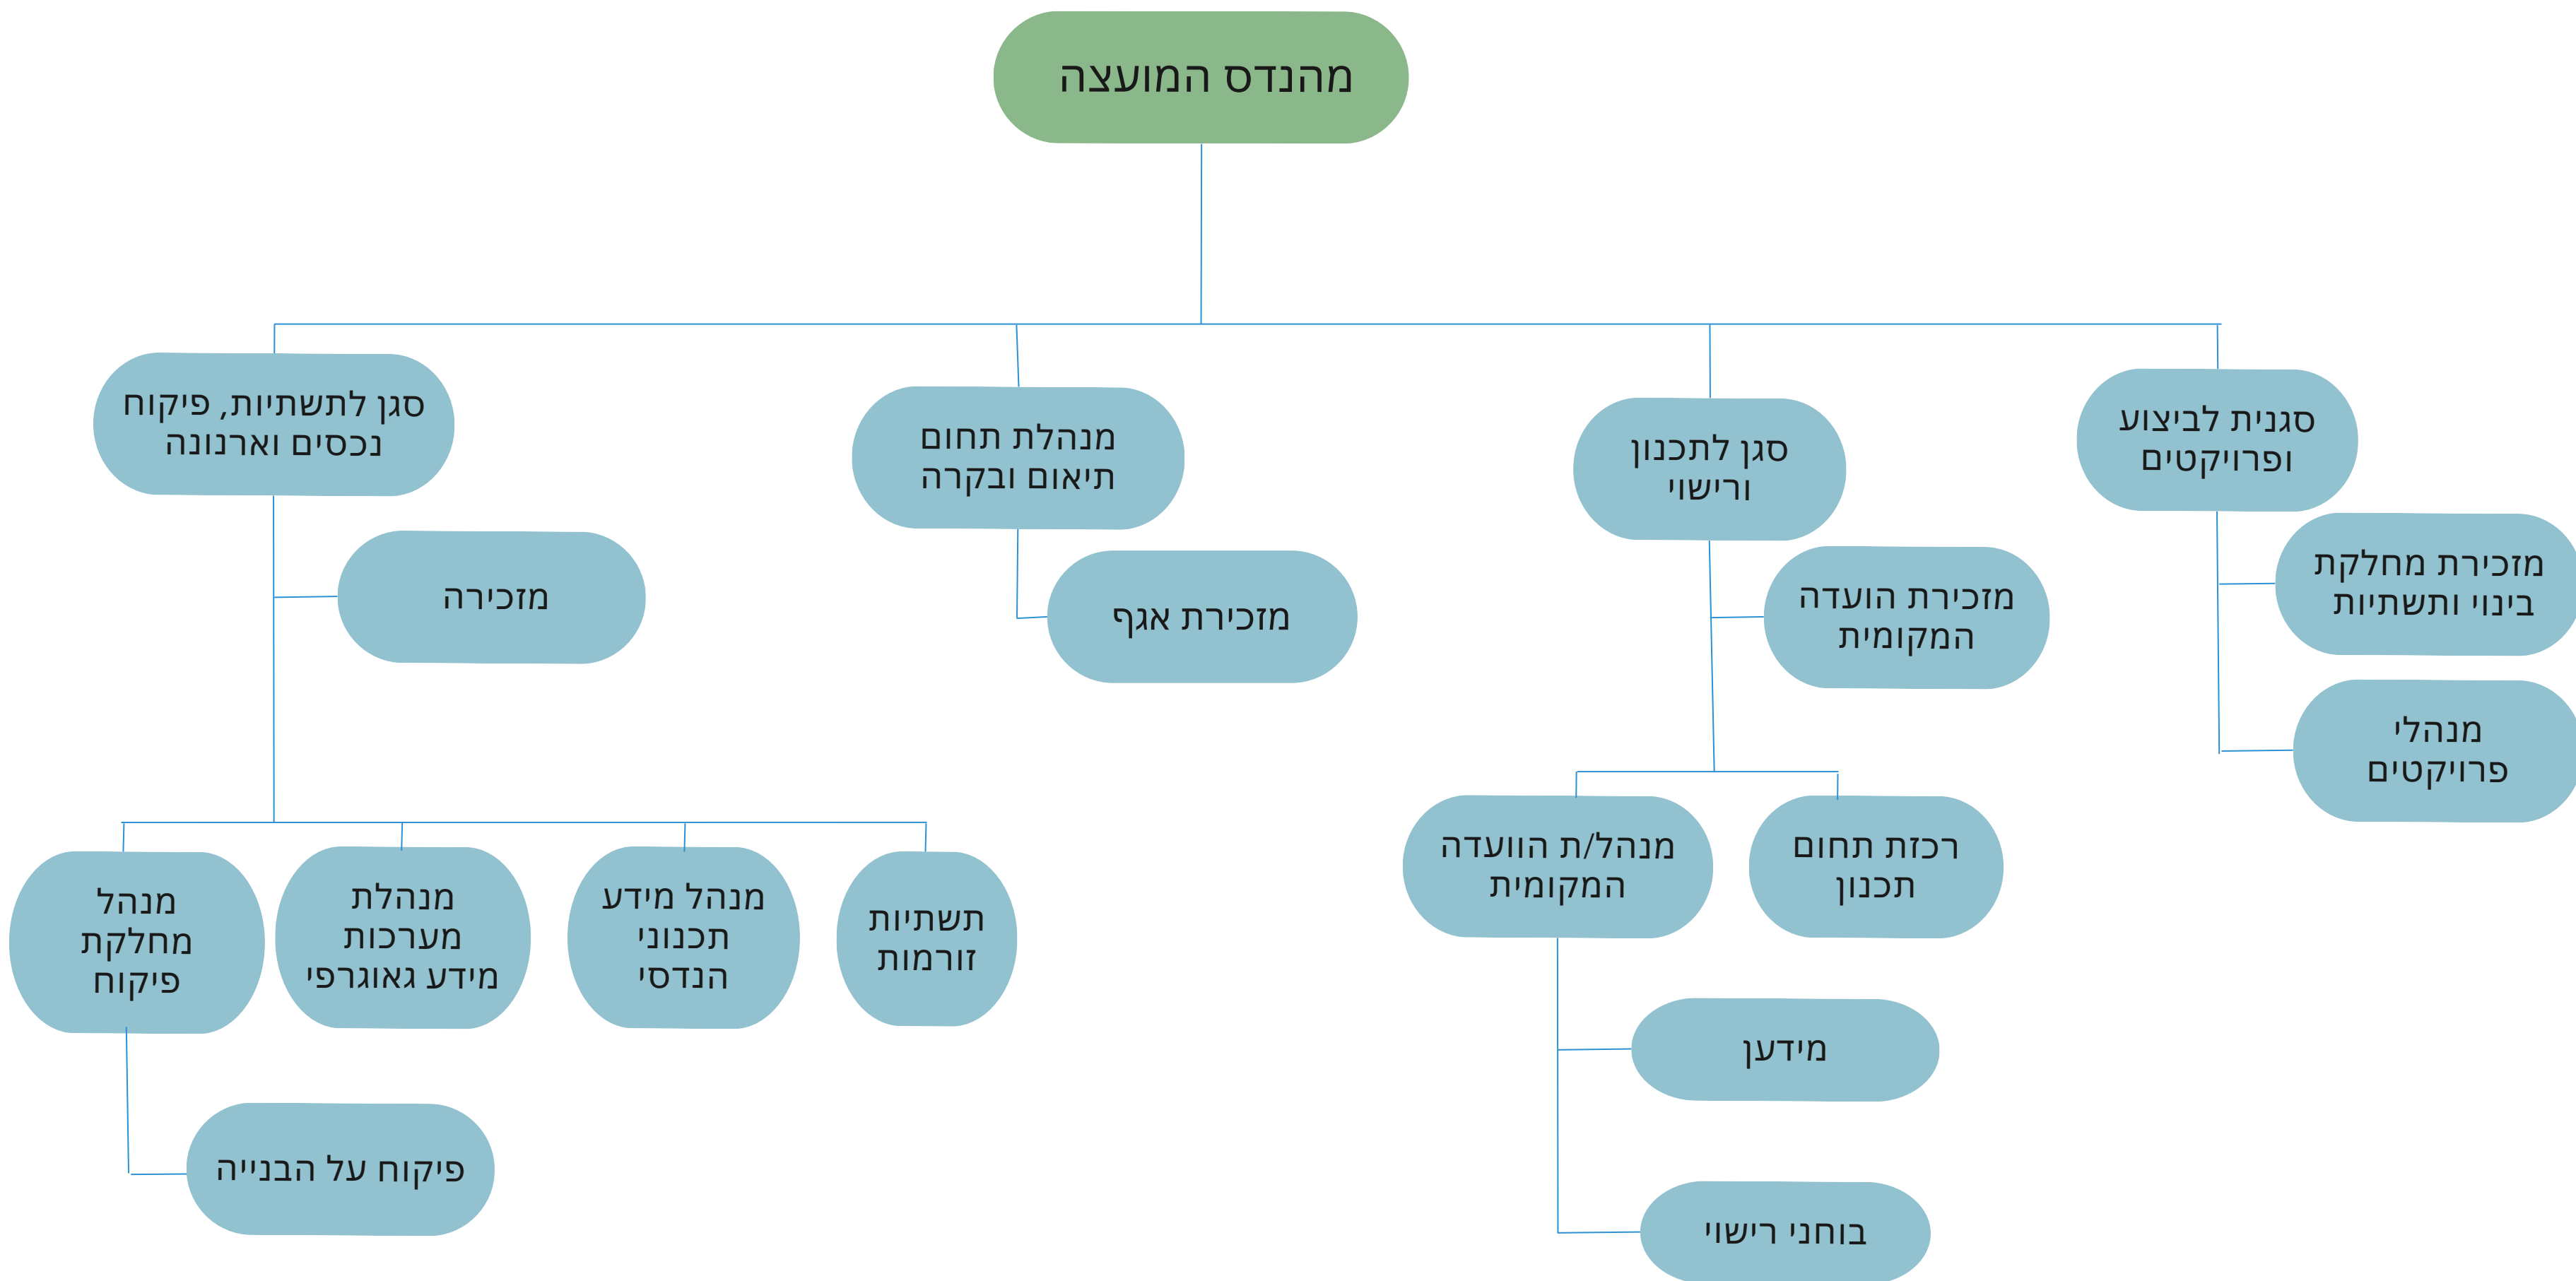 מהנדס המועצה
סגנית לביצוע
ופרויקטים
מזכירת מחלקת
בינוי ותשתיות
מנהלי
פרויקטים
סגן לתכנון
ורישוי
מזכירת הועדה
המקומית
רכזת תחום
תכנון
מנהל/ת הוועדה
המקומית
מידען
בוחני רישוי
מנהלת תחום
תיאום ובקרה
מזכירת אגף
סגן לתשתיות, פיקוח
נכסים וארנונה
מזכירה
תשתיות
זורמות
מנהל מידע
תכנוני
הנדסי
מנהלת
מערכות
מידע גאוגרפי
מנהל
מחלקת
פיקוח
פיקוח על הבנייה